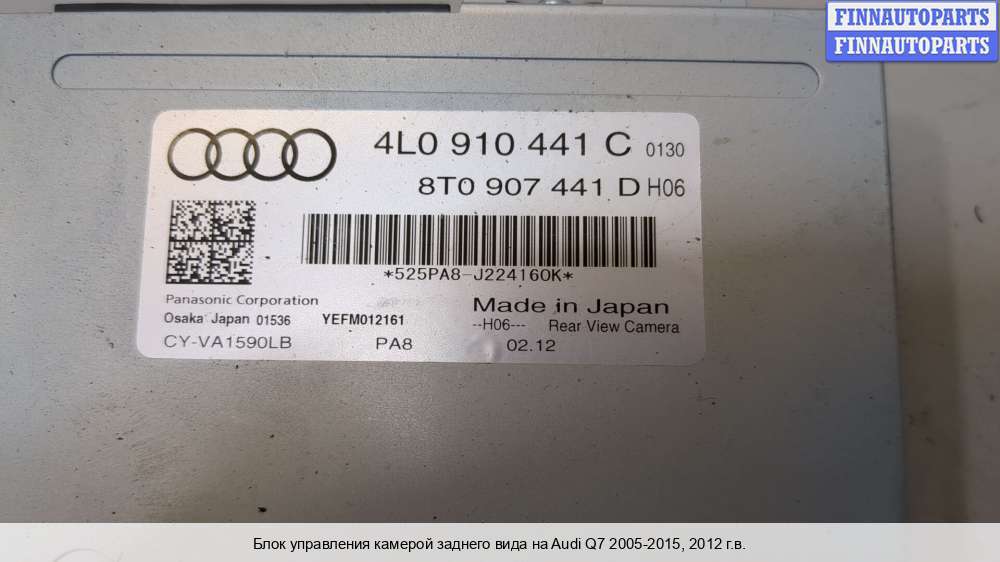 FINNAUTOPARTS
FINNAUTOPARTS
4L0 910 441 C 0130
8T0 907 441 D H06
*525PA8-J224160K*
Panasonic Corporation
Made in Japan
Osaka Japan 01536 YEFM012161 --H06--- Rear View Camera
CY-VA1590LB PA8 02.12
Блок управления камерой заднего вида на Audi Q7 2005-2015, 2012 г.в.